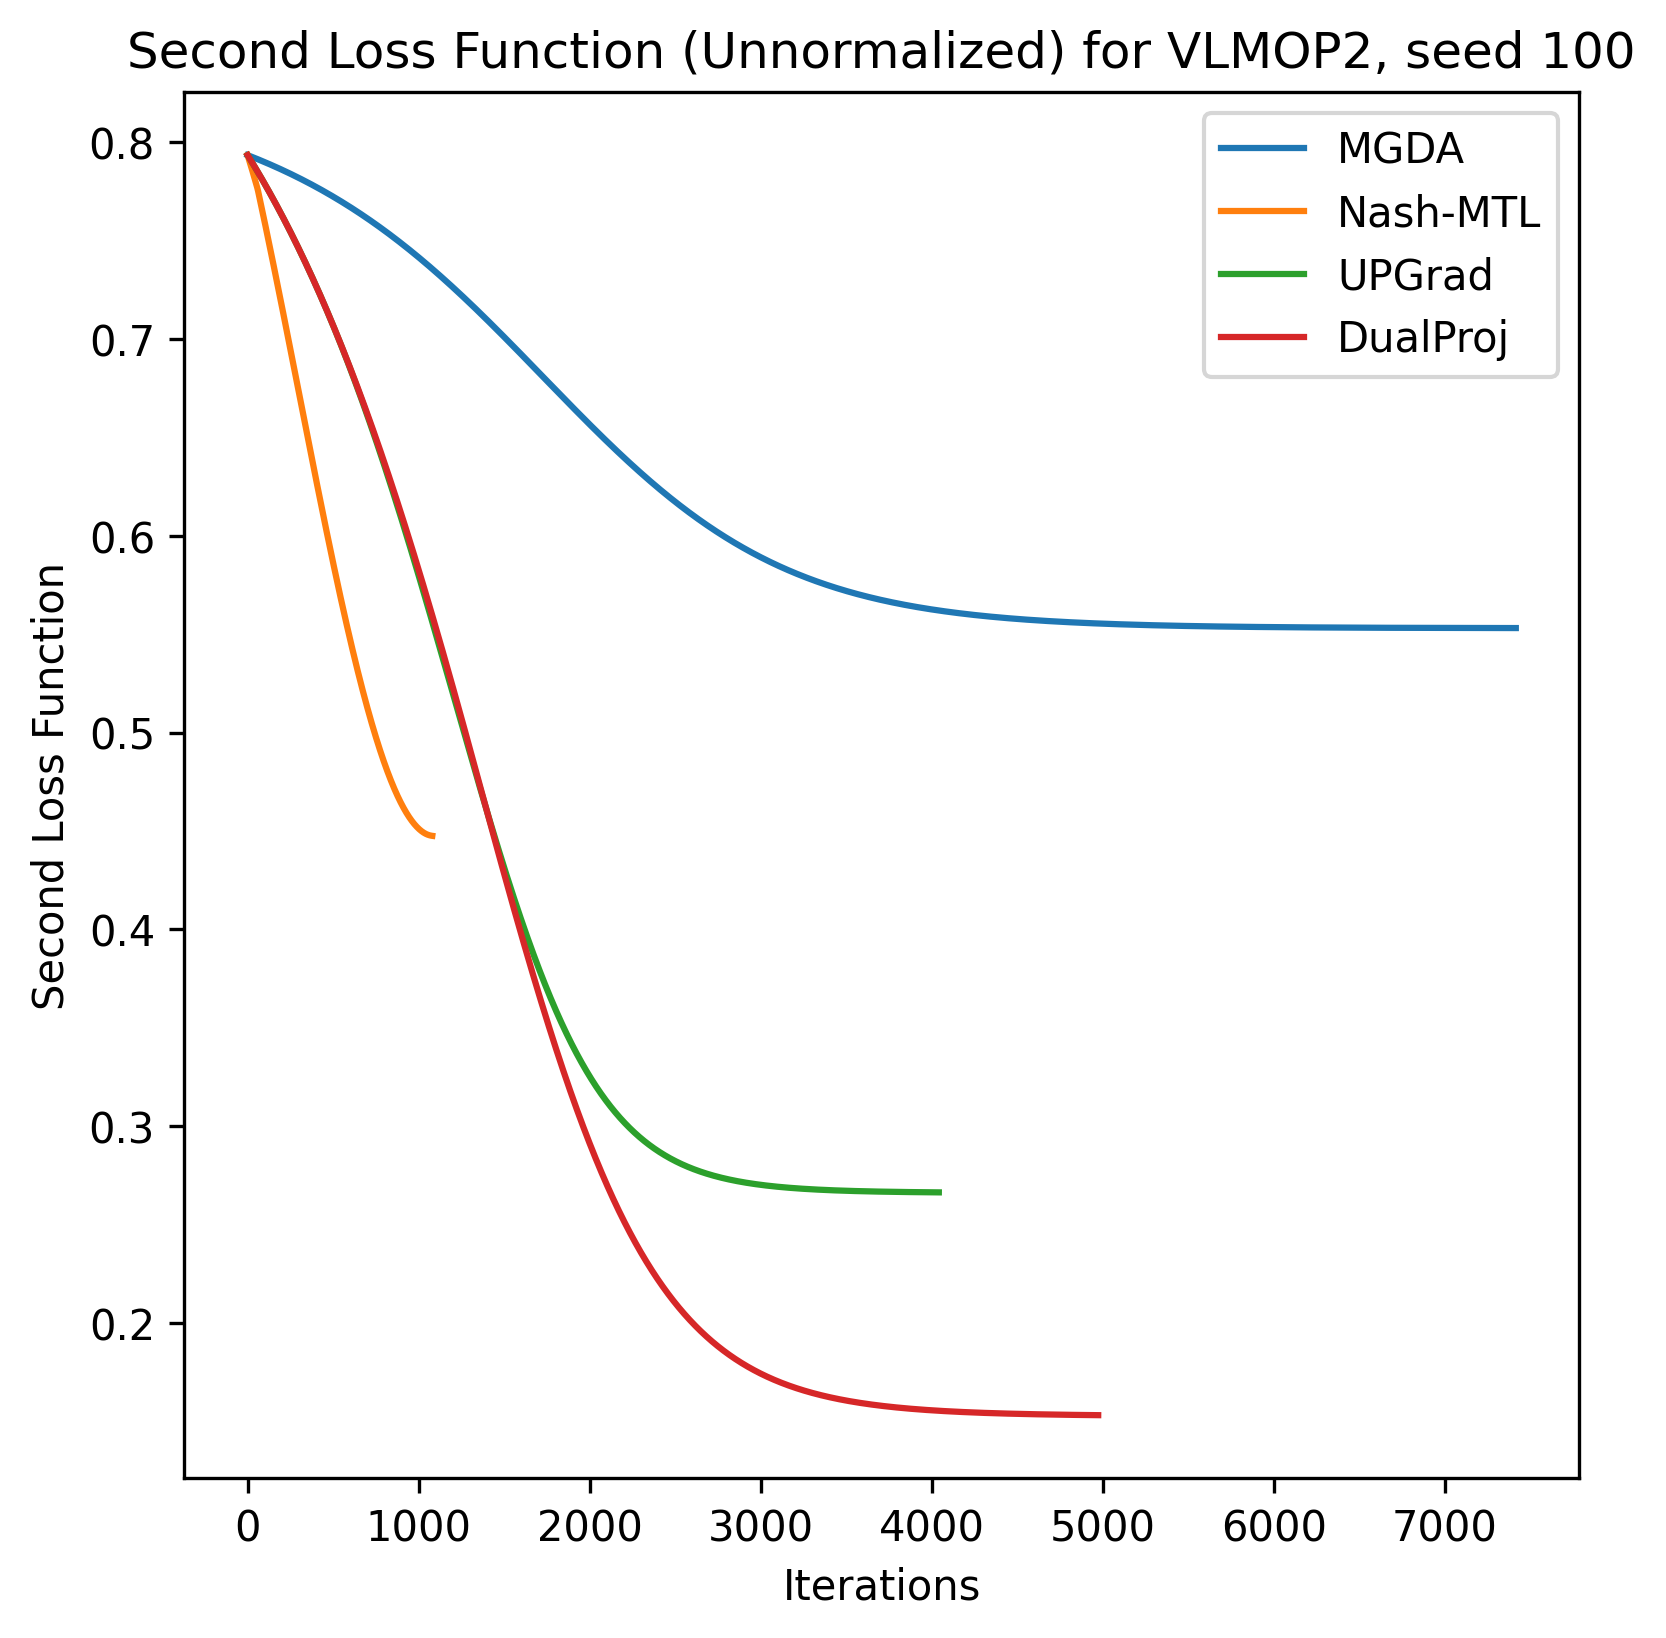 Second Loss Function (Unnormalized) for VLMOP2, seed 100
MGDA
Nash-MTL
UPGrad
DualProj
Second Loss Function
0.8
0.7
0.6
0.5
0.4
0.3
0.2
0 1000 2000 3000 4000 5000 6000 7000
Iterations